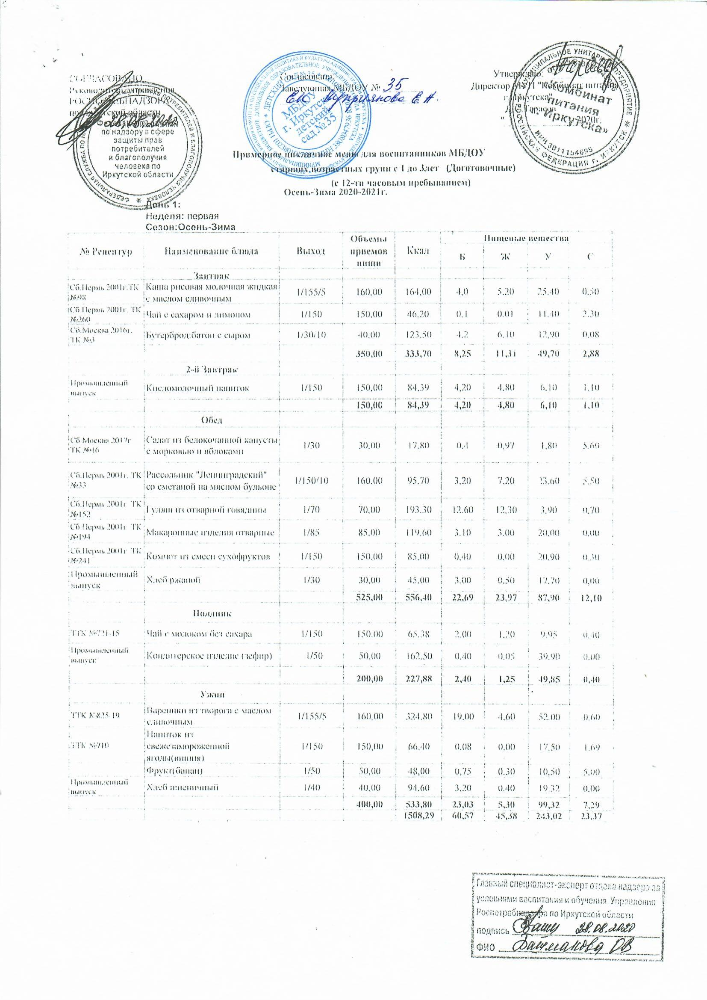 СОГЛАСОВАНО
Руководитель управления
РОСПОТРЕБНАДЗОРА
по Иркутской области
28.08.2020
по надзору в сфере
защиты прав
потребителей
и благополучия
человека по
Иркутской области
Согласовано:
Заведующая МБДОУ № 35
Куприянова Е.А.
МБДОУ
г. Иркутска
детский
сад № 35
Утверждаю:
Директор МУП "Комбинат питания
г. Иркутска"
2020г.
«Комбинат
питания
г. Иркутска»
ИНН 3811154695
РОССИЙСКАЯ ФЕДЕРАЦИЯ г. ИРКУТСК
Примерное цикличное меню для воспитанников МБДОУ
старших возрастных групп с 1 до 3лет (Доготовочные)
(с 12-ти часовым пребыванием)
Осень-Зима 2020-2021г.
День 1:
Неделя: первая
Сезон:Осень-Зима
№ Рецептур Наименование блюда Выход Объемы приемов пищи Ккал Пищевые вещества
Б Ж У С
Завтрак
Сб.Пермь 2001г.ТК №98 Каша рисовая молочная жидкая с маслом сливочным 1/155/5 160,00 164,00 4,0 5.20 25.40 0.50
Сб Пермь 2001г. ТК №260 Чай с сахаром и лимоном 1/150 150,00 46.20 0.1 0.01 11.40 2.30
Сб.Москва 2016г. ТК №3 Бутерброд:батон с сыром 1/30/10 40,00 123.50 4.2 6.10 12,90 0.08
350,00 333,70 8,25 11,31 49,70 2,88
2-й Завтрак
Промышленный выпуск Кисломолочный напиток 1/150 150,00 84,39 4,20 4,80 6,10 1,10
150,00 84,39 4,20 4,80 6,10 1,10
Обед
Сб Москва 2017г ТК №46 Салат из белокочанной капусты с морковью и яблоками 1/30 30.00 17.80 0.4 0,97 1,80 5.60
Сб.Пермь 2001г. ТК №33 Рассольник "Ленинградский" со сметаной на мясном бульоне 1/150/10 160.00 95.70 3,20 7,20 23.60 5.50
Сб.Пермь 2001г ТК №152 Гуляш из отварной говядины 1/70 70.00 193.30 12.60 12,30 3,90 0,70
Сб Пермь 2001г ТК №194 Макаронные изделия отварные 1/85 85,00 119.60 3.10 3.00 20,00 0.00
Сб.Пермь 2001г ТК №241 Компот из смеси сухофруктов 1/150 150,00 85,00 0,40 0,00 20,90 0,30
Промышленный выпуск Хлеб ржаной 1/30 30,00 45.00 3.00 0.50 17.70 0,00
525,00 556,40 22,69 23,97 87,90 12,10
Полдник
ТТК №721-15 Чай с молоком без сахара 1/150 150.00 65.38 2.00 1.20 9.95 0.40
Промышленный выпуск Кондитерское изделие (зефир) 1/50 50,00 162.50 0.40 0.05 39.90 0.00
200,00 227,88 2,40 1,25 49,85 0,40
Ужин
ТТК №825-19 Вареники из творога с маслом сливочным 1/155/5 160,00 324.80 19.00 4.60 52.00 0.60
ТТК №710 Напиток из свежезамороженной ягоды(вишня) 1/150 150,00 66.40 0.08 0.00 17.50 1.69
Фрукт(банан) 1/50 50,00 48,00 0,75 0.30 10,50 5,00
Промышленный выпуск Хлеб пшеничный 1/40 40,00 94.60 3,20 0.40 19.32 0.00
400,00 533,80 23,03 5,30 99,32 7,29
1508,29 60,57 45,38 243,02 23,37
Главный специалист-эксперт отдела надзора за
условиями воспитания и обучения Управления
Роспотребнадзора по Иркутской области
подпись 28.08.2020
ФИО Башмакова ОВ